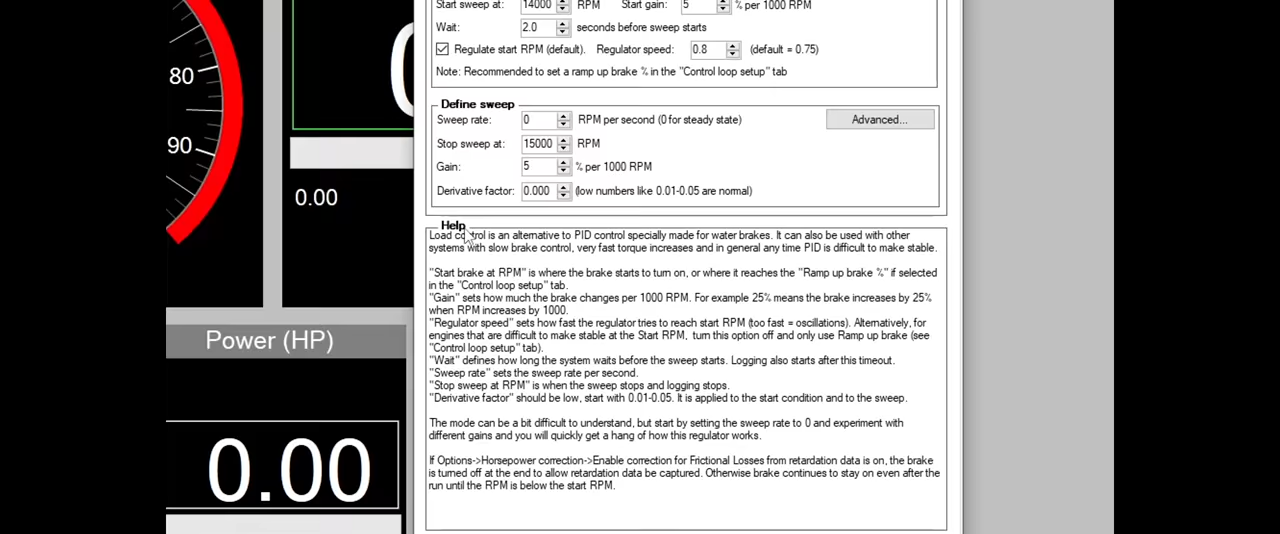 Start sweep at: 14000 RPM Start gain: 5 % per 1000 RPM
Wait: 2.0 seconds before sweep starts
80
Regulate start RPM (default). Regulator speed: 0.8 (default = 0.75)
Note: Recommended to set a ramp up brake % in the "Control loop setup" tab
Define sweep
Sweep rate: 0 RPM per second (0 for steady state) Advanced...
90
Stop sweep at: 15000 RPM
Gain: 5 % per 1000 RPM
0.00
Derivative factor: 0.000 (low numbers like 0.01-0.05 are normal)
Help
Load control is an alternative to PID control specially made for water brakes. It can also be used with other
systems with slow brake control, very fast torque increases and in general any time PID is difficult to make stable.
"Start brake at RPM" is where the brake starts to turn on, or where it reaches the "Ramp up brake %" if selected
in the "Control loop setup" tab.
"Gain" sets how much the brake changes per 1000 RPM. For example 25% means the brake increases by 25%
when RPM increases by 1000.
"Regulator speed" sets how fast the regulator tries to reach start RPM (too fast = oscillations). Alternatively, for
engines that are difficult to make stable at the Start RPM, turn this option off and only use Ramp up brake (see
"Control loop setup" tab).
"Wait" defines how long the system waits before the sweep starts. Logging also starts after this timeout.
"Sweep rate" sets the sweep rate per second.
"Stop sweep at RPM" is when the sweep stops and logging stops.
"Derivative factor" should be low, start with 0.01-0.05. It is applied to the start condition and to the sweep.
The mode can be a bit difficult to understand, but start by setting the sweep rate to 0 and experiment with
different gains and you will quickly get a hang of how this regulator works.
If Options->Horsepower correction->Enable correction for Frictional Losses from retardation data is on, the brake
is turned off at the end to allow retardation data be captured. Otherwise brake continues to stay on even after the
run until the RPM is below the start RPM.
Power (HP)
0.00